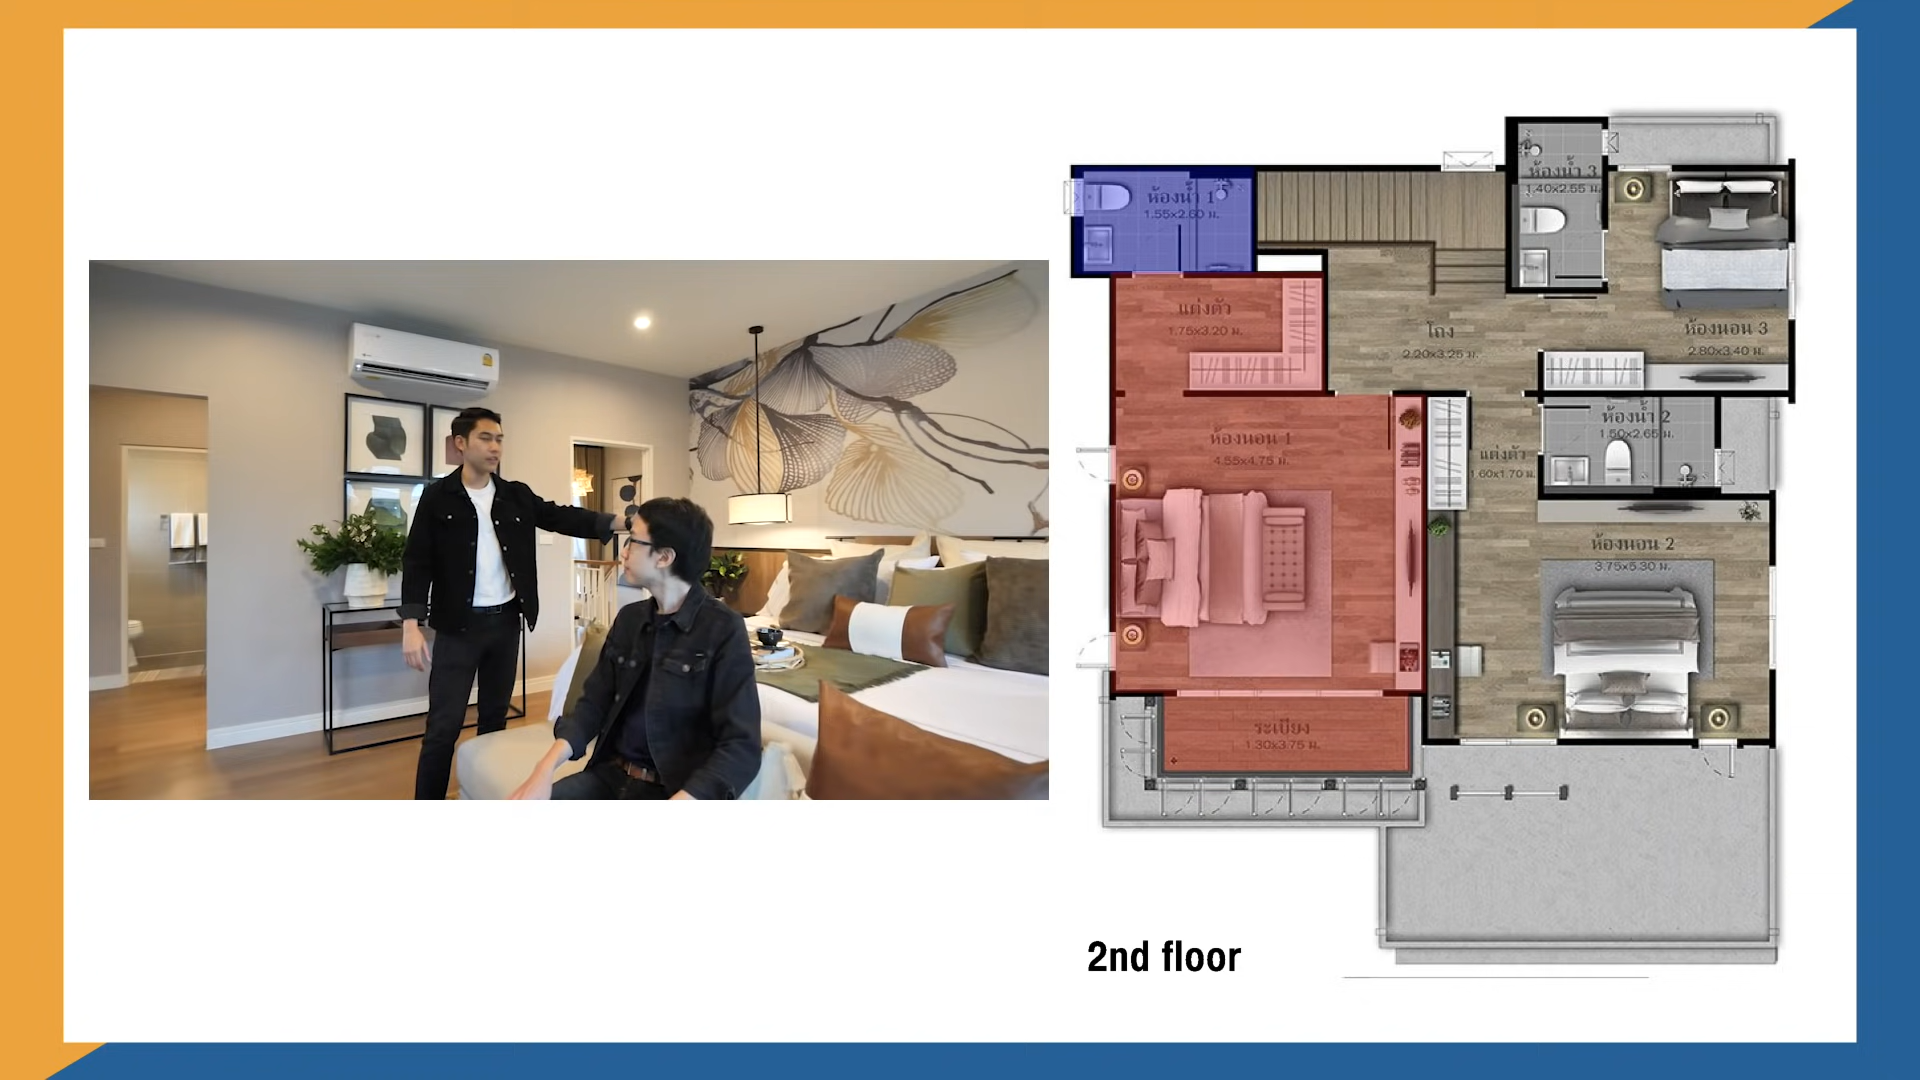 ห้องน้ำ 3
1.40x2.55 ม.
ห้องน้ำ 1
1.55x2.60 ม.
แต่งตัว
1.75x3.20 ม.
โถง
2.20x3.25 ม.
ห้องนอน 3
2.80x3.40 ม.
ห้องน้ำ 2
1.50x2.65 ม.
ห้องนอน 1
4.55x4.75 ม.
แต่งตัว
1.60x1.70 ม.
ห้องนอน 2
3.75x5.30 ม.
ระเบียง
1.30x3.75 ม.
2nd floor